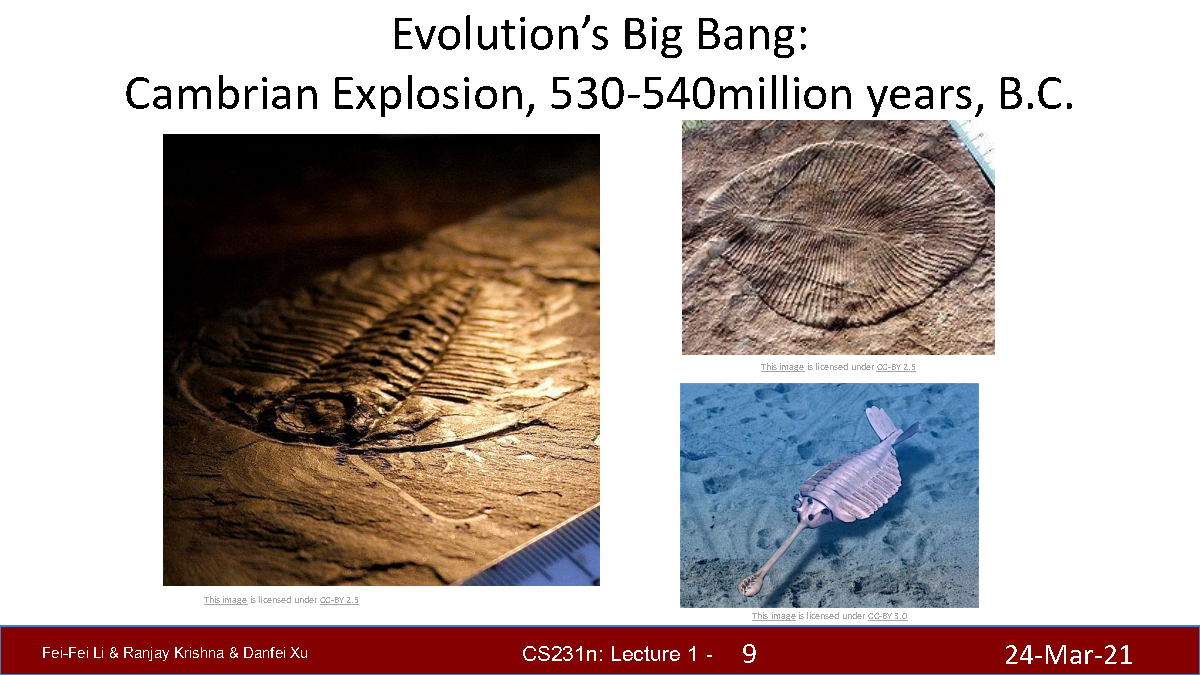 Evolution’s Big Bang:
Cambrian Explosion, 530-540million years, B.C.
This image is licensed under CC-BY 2.5
This image is licensed under CC-BY 2.5
This image is licensed under CC-BY 3.0
Fei-Fei Li & Ranjay Krishna & Danfei Xu
CS231n: Lecture 1 - 9
24-Mar-21